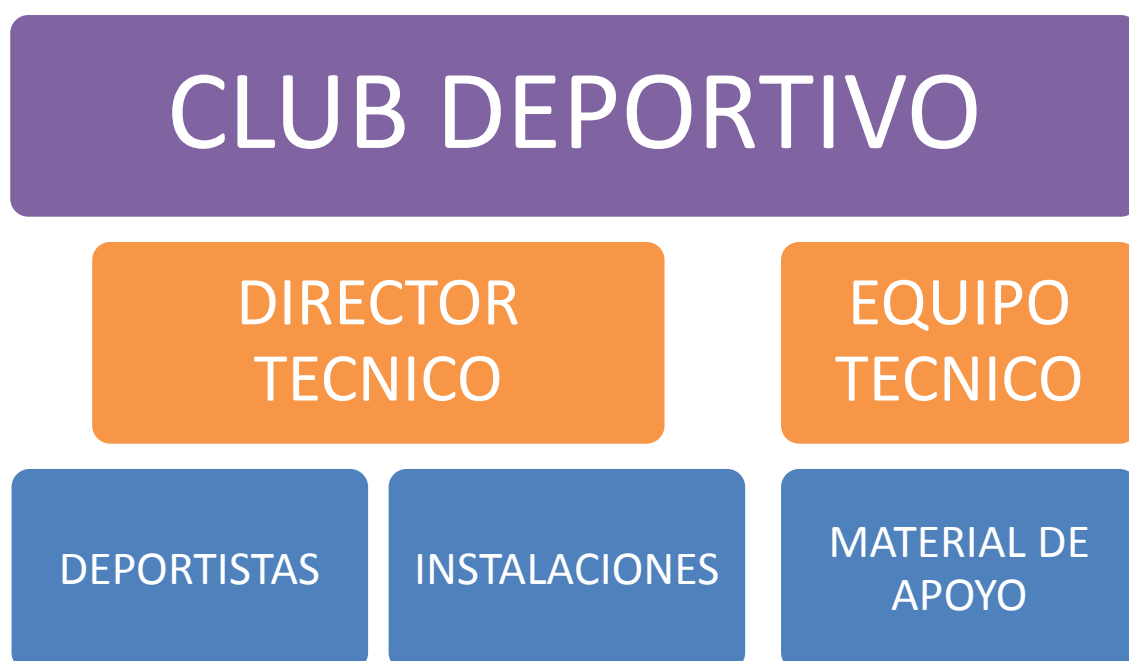 CLUB DEPORTIVO
DIRECTOR
TECNICO
EQUIPO
TECNICO
DEPORTISTAS
INSTALACIONES
MATERIAL DE
APOYO